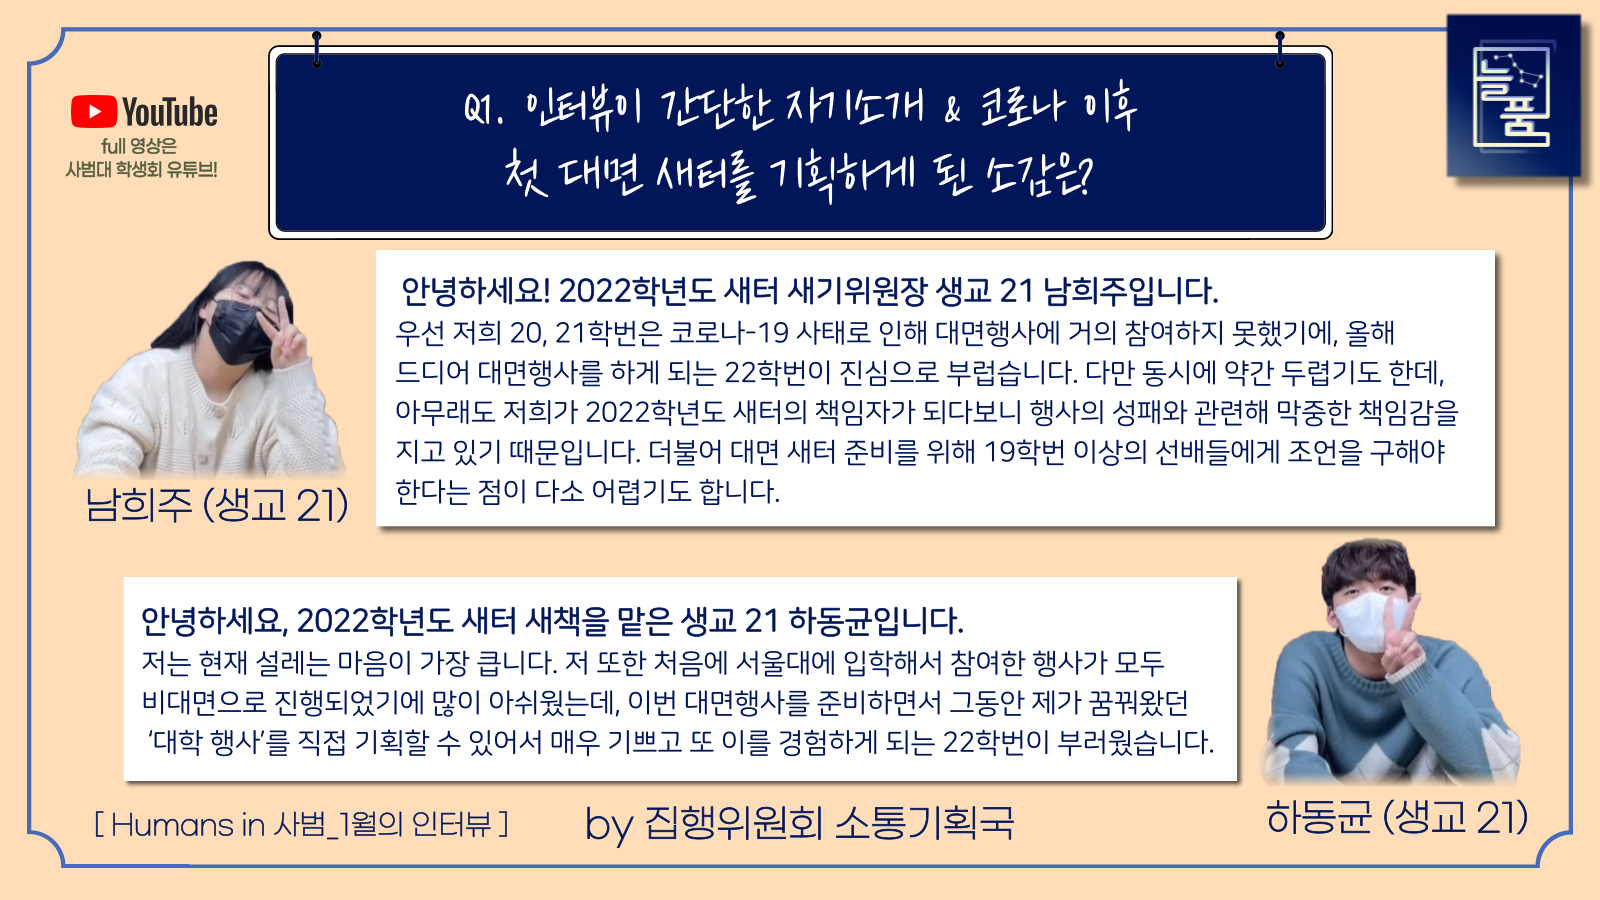 YouTube
full 영상은
사범대 학생회 유튜브!
Q1. 인터뷰이 간단한 자기소개 & 코로나 이후
첫 대면 새터를 기획하게 된 소감은?
늘
품
안녕하세요! 2022학년도 새터 새기위원장 생교 21 남희주입니다.
우선 저희 20, 21학번은 코로나-19 사태로 인해 대면행사에 거의 참여하지 못했기에, 올해
드디어 대면행사를 하게 되는 22학번이 진심으로 부럽습니다. 다만 동시에 약간 두렵기도 한데,
아무래도 저희가 2022학년도 새터의 책임자가 되다보니 행사의 성패와 관련해 막중한 책임감을
지고 있기 때문입니다. 더불어 대면 새터 준비를 위해 19학번 이상의 선배들에게 조언을 구해야
한다는 점이 다소 어렵기도 합니다.
남희주 (생교 21)
안녕하세요, 2022학년도 새터 새책을 맡은 생교 21 하동균입니다.
저는 현재 설레는 마음이 가장 큽니다. 저 또한 처음에 서울대에 입학해서 참여한 행사가 모두
비대면으로 진행되었기에 많이 아쉬웠는데, 이번 대면행사를 준비하면서 그동안 제가 꿈꿔왔던
‘대학 행사’를 직접 기획할 수 있어서 매우 기쁘고 또 이를 경험하게 되는 22학번이 부러웠습니다.
하동균 (생교 21)
[ Humans in 사범_1월의 인터뷰 ]
by 집행위원회 소통기획국